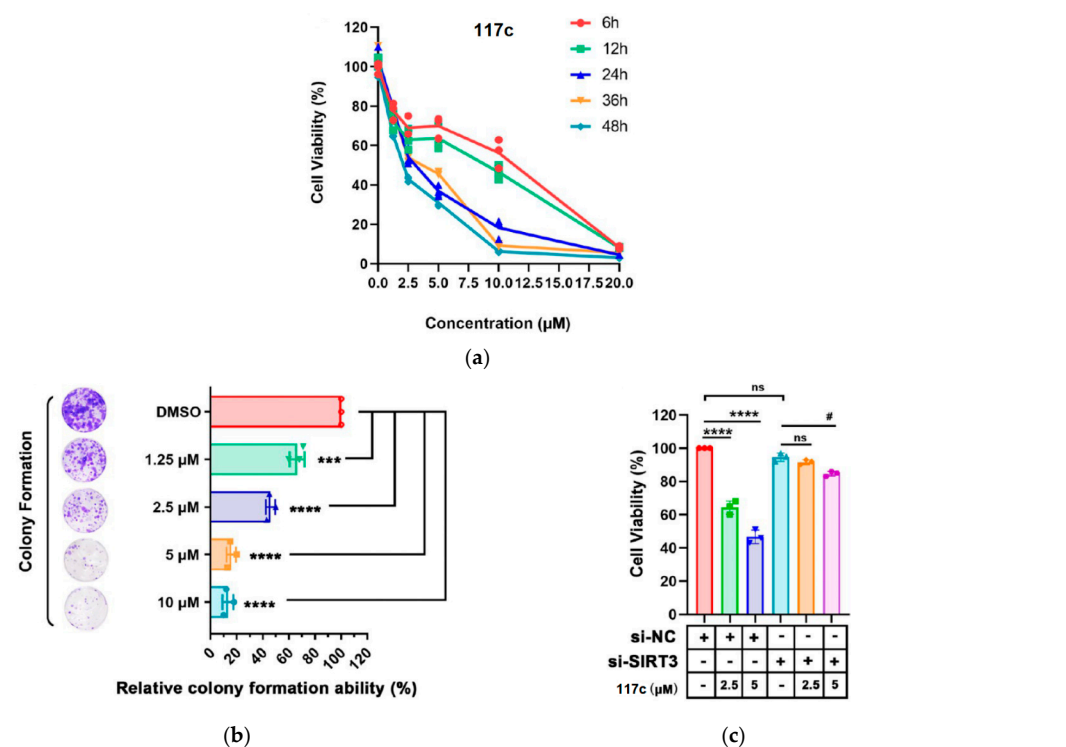 117c
6h
12h
24h
36h
48h
Cell Viability (%)
120
100
80
60
40
20
0
0.0 2.5 5.0 7.5 10.0 12.5 15.0 17.5 20.0
Concentration (µM)
(a)
Colony Formation
DMSO
1.25 µM
***
2.5 µM
****
5 µM
****
10 µM
****
0 20 40 60 80 100 120
Relative colony formation ability (%)
(b)
Cell Viability (%)
120
100
80
60
40
20
0
ns
****
****
#
ns
si-NC + + + - - -
si-SIRT3 - - - + + +
117c (µM) - 2.5 5 - 2.5 5
(c)